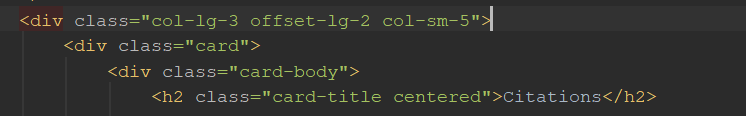 <div class="col-lg-3 offset-lg-2 col-sm-5">
<div class="card">
<div class="card-body">
<h2 class="card-title centered">Citations</h2>